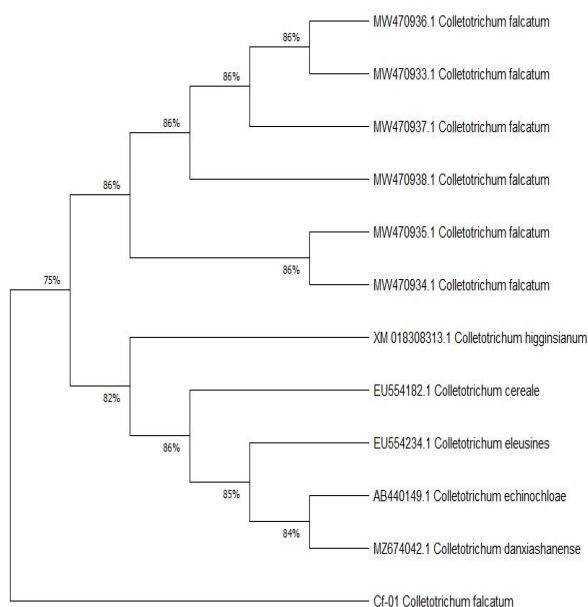 86%
MW470936.1 Colletotrichum falcatum
86%
MW470933.1 Colletotrichum falcatum
86%
MW470937.1 Colletotrichum falcatum
86%
MW470938.1 Colletotrichum falcatum
86%
MW470935.1 Colletotrichum falcatum
MW470934.1 Colletotrichum falcatum
75%
XM 018308313.1 Colletotrichum higginsianum
82%
EU554182.1 Colletotrichum cereale
86%
EU554234.1 Colletotrichum eleusines
85%
AB440149.1 Colletotrichum echinochloae
84%
MZ674042.1 Colletotrichum danxiashanense
Cf-01 Colletotrichum falcatum